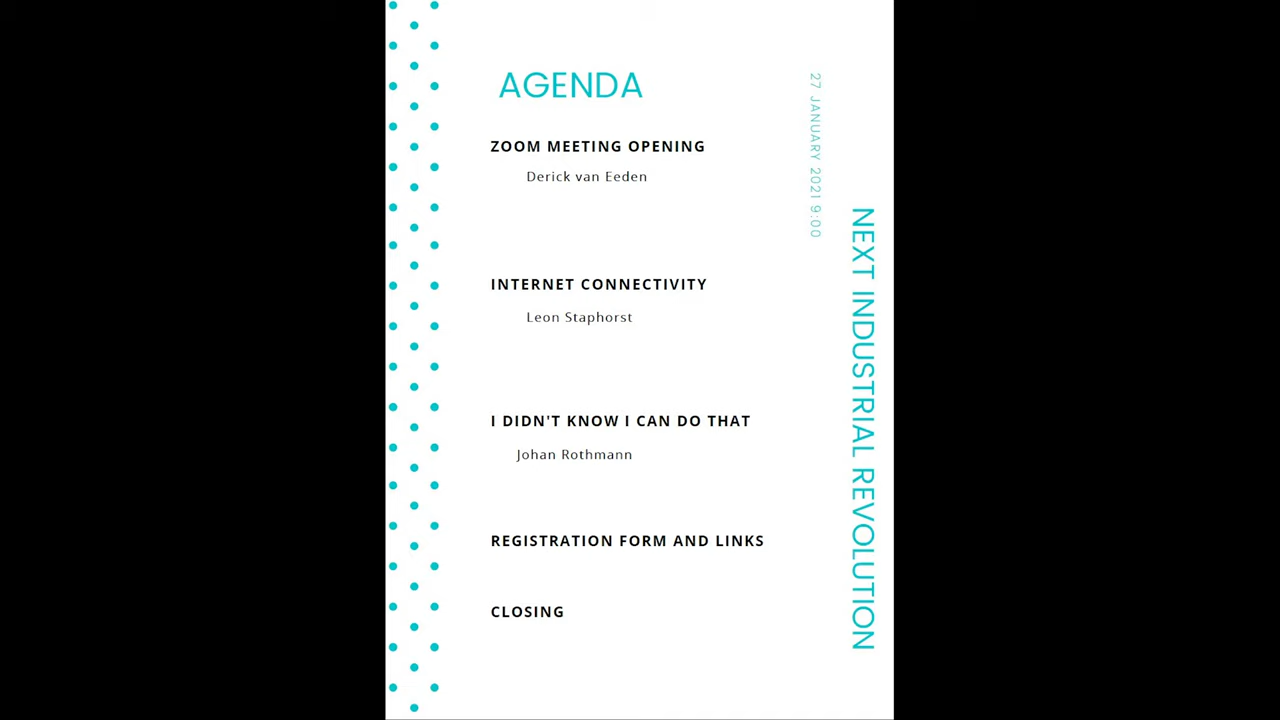 AGENDA
ZOOM MEETING OPENING
Derick van Eeden
INTERNET CONNECTIVITY
Leon Staphorst
I DIDN'T KNOW I CAN DO THAT
Johan Rothmann
REGISTRATION FORM AND LINKS
CLOSING
27 JANUARY 2021 9:00
NEXT INDUSTRIAL REVOLUTION